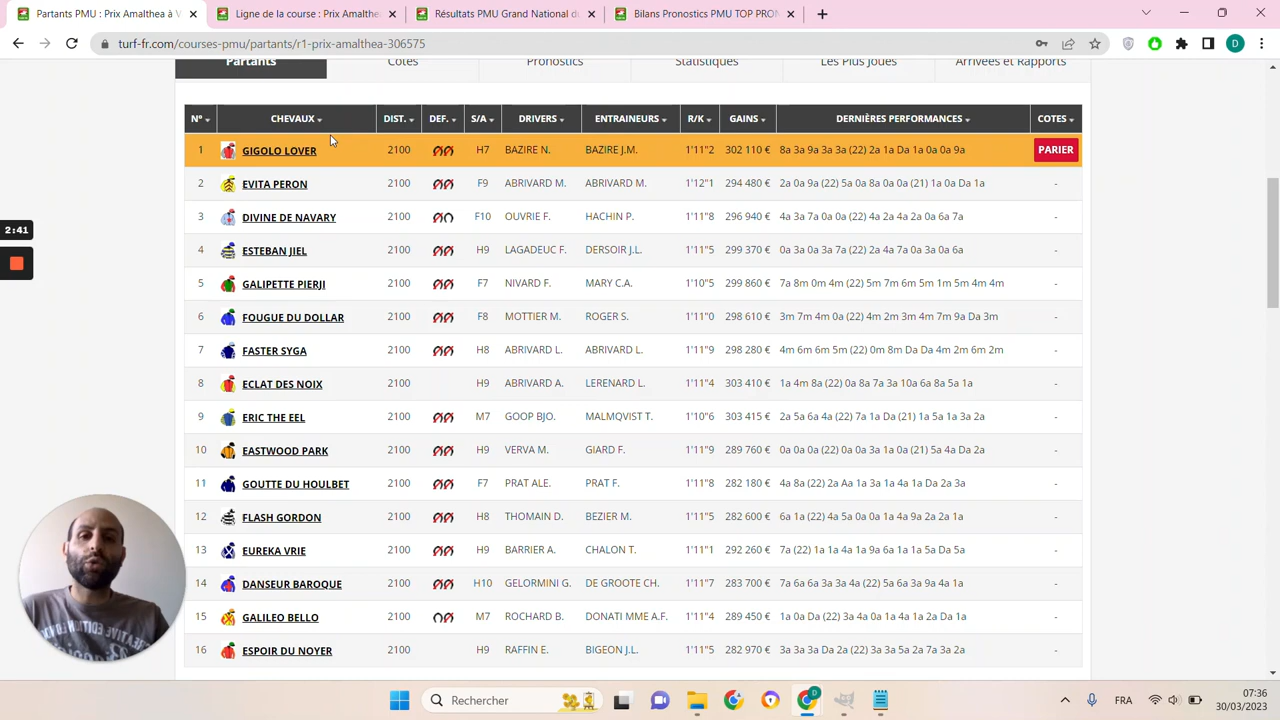 Partants PMU : Prix Amalthea à V
Ligne de la course : Prix Amalthe
Résultats PMU Grand National d
Bilans Pronostics PMU TOP PRON
turf-fr.com/courses-pmu/partants/r1-prix-amalthea-306575
D
Partants Cotes Pronostics Statistiques Les Plus Joués Arrivées et Rapports
N° CHEVAUX DIST. DEF. S/A DRIVERS ENTRAINEURS R/K GAINS DERNIÈRES PERFORMANCES COTES
1 GIGOLO LOVER 2100 H7 BAZIRE N. BAZIRE J.M. 1'11"2 302 110 € 8a 3a 9a 3a 3a (22) 2a 1a Da 1a 0a 0a 9a PARIER
2 EVITA PERON 2100 F9 ABRIVARD M. ABRIVARD M. 1'12"1 294 480 € 2a 0a 9a (22) 5a 0a 8a 0a 0a (21) 1a 0a Da 1a -
3 DIVINE DE NAVARY 2100 F10 OUVRIE F. HACHIN P. 1'11"8 296 940 € 4a 3a 7a 0a 0a (22) 4a 2a 4a 2a 0a 6a 7a -
4 ESTEBAN JIEL 2100 H9 LAGADEUC F. DERSOIR J.L. 1'11"5 299 370 € 0a 3a 0a 3a 7a (22) 2a 4a 7a 0a 3a 0a 6a -
5 GALIPETTE PIERJI 2100 F7 NIVARD F. MARY C.A. 1'10"5 299 860 € 7a 8m 0m 4m (22) 5m 7m 6m 5m 1m 5m 4m 4m -
6 FOUGUE DU DOLLAR 2100 F8 MOTTIER M. ROGER S. 1'11"0 298 610 € 3m 7m 4m 0a (22) 4m 2m 3m 4m 7m 9a Da 3m -
7 FASTER SYGA 2100 H8 ABRIVARD L. ABRIVARD L. 1'11"9 298 280 € 4m 6m 6m 5m (22) 0m 8m Da Da 4m 2m 6m 2m -
8 ECLAT DES NOIX 2100 H9 ABRIVARD A. LERENARD L. 1'11"4 303 410 € 1a 4m 8a (22) 0a 8a 7a 3a 10a 6a 8a 5a 1a -
9 ERIC THE EEL 2100 M7 GOOP BJO. MALMQVIST T. 1'10"6 303 415 € 2a 5a 6a 4a (22) 7a 1a Da (21) 1a 5a 1a 3a 2a -
10 EASTWOOD PARK 2100 H9 VERVA M. GIARD F. 1'11"9 289 760 € 0a 0a 0a (22) 0a 0a 3a 1a 0a (21) 5a 4a Da 2a -
11 GOUTTE DU HOULBET 2100 F7 PRAT ALE. PRAT F. 1'11"8 282 180 € 4a 8a (22) 2a Aa 1a 3a 1a 4a 1a Da 2a 3a -
12 FLASH GORDON 2100 H8 THOMAIN D. BEZIER M. 1'11"5 282 600 € 6a 1a (22) 4a 5a 0a 0a 1a 4a 9a 2a 2a 1a -
13 EUREKA VRIE 2100 H9 BARRIER A. CHALON T. 1'11"1 292 260 € 7a (22) 1a 1a 4a 1a 9a 6a 1a 1a 5a Da 5a -
14 DANSEUR BAROQUE 2100 H10 GELORMINI G. DE GROOTE CH. 1'11"7 283 700 € 7a 6a 6a 3a 3a 4a (22) 5a 6a 3a 9a 4a 1a -
15 GALILEO BELLO 2100 M7 ROCHARD B. DONATI MME A.F. 1'11"4 289 450 € 1a 0a Da (22) 3a 4a 0a 1a 4a 1a 2a Da 1a -
16 ESPOIR DU NOYER 2100 H9 RAFFIN E. BIGEON J.L. 1'11"5 282 970 € 3a 3a 3a Da 2a (22) 3a 3a 5a 2a 7a 3a 2a -
2:41
Rechercher
D
FRA
07:36
30/03/2023